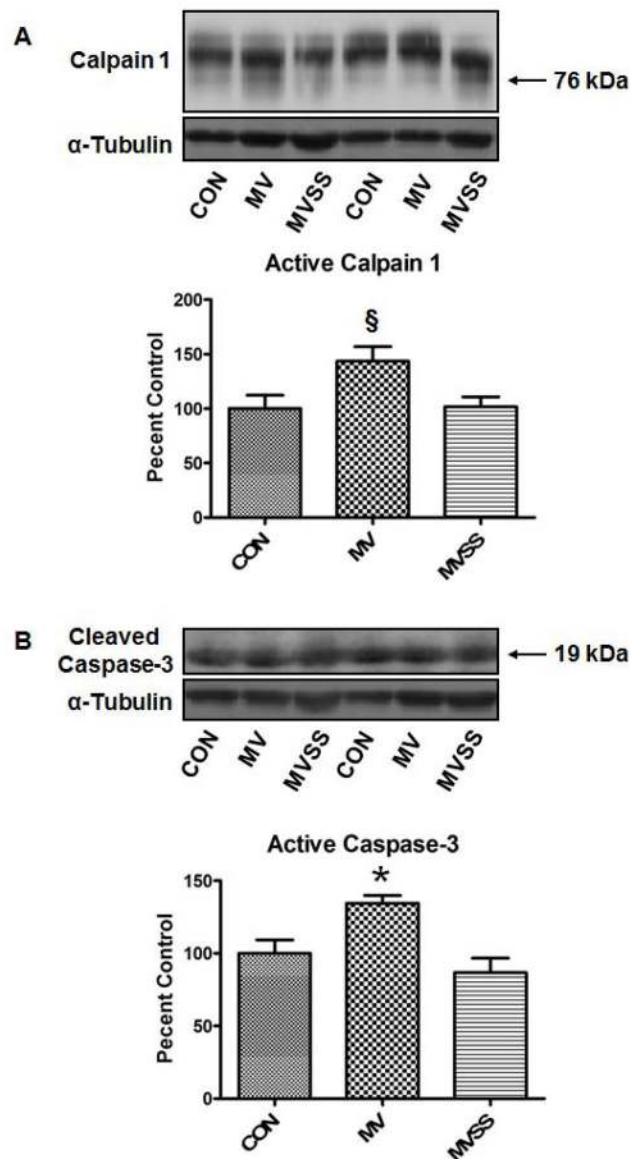 A
Calpain 1
← 76 kDa
α-Tubulin
CON MV MVSS CON MV MVSS
Active Calpain 1
§
Pecent Control
200
150
100
50
0
CON MV MVSS
B
Cleaved
Caspase-3
← 19 kDa
α-Tubulin
CON MV MVSS CON MV MVSS
Active Caspase-3
*
Pecent Control
150
100
50
0
CON MV MVSS